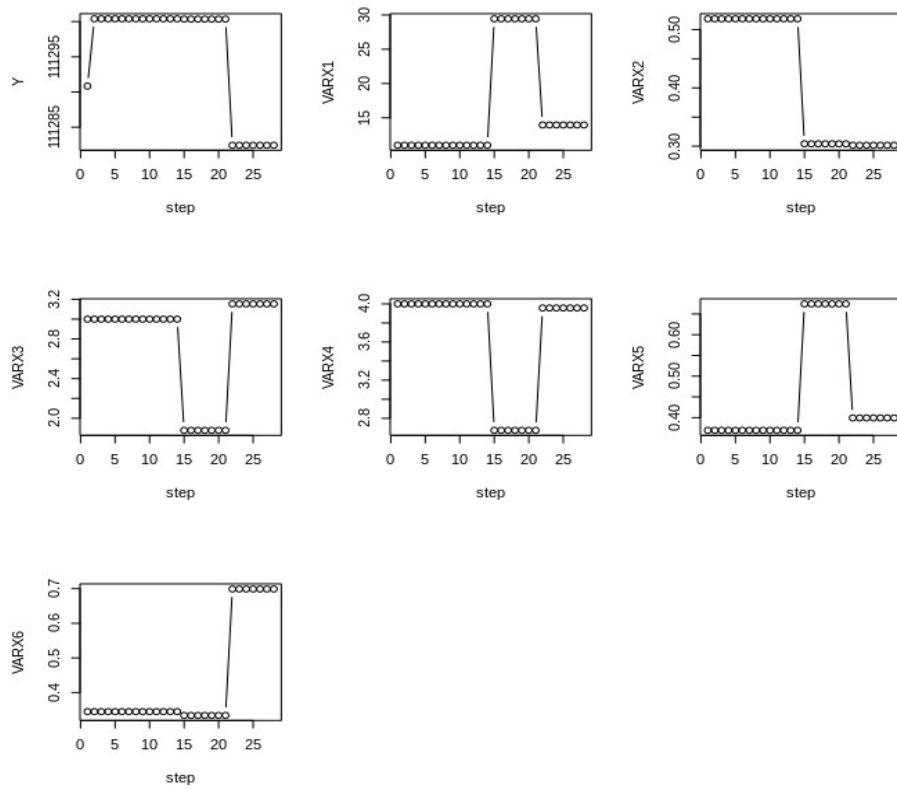 Y
111285 111295
0 5 10 15 20 25
step
VARX1
15 20 25 30
0 5 10 15 20 25
step
VARX2
0.30 0.40 0.50
0 5 10 15 20 25
step
VARX3
2.0 2.4 2.8 3.2
0 5 10 15 20 25
step
VARX4
2.8 3.2 3.6 4.0
0 5 10 15 20 25
step
VARX5
0.40 0.50 0.60
0 5 10 15 20 25
step
VARX6
0.4 0.5 0.6 0.7
0 5 10 15 20 25
step